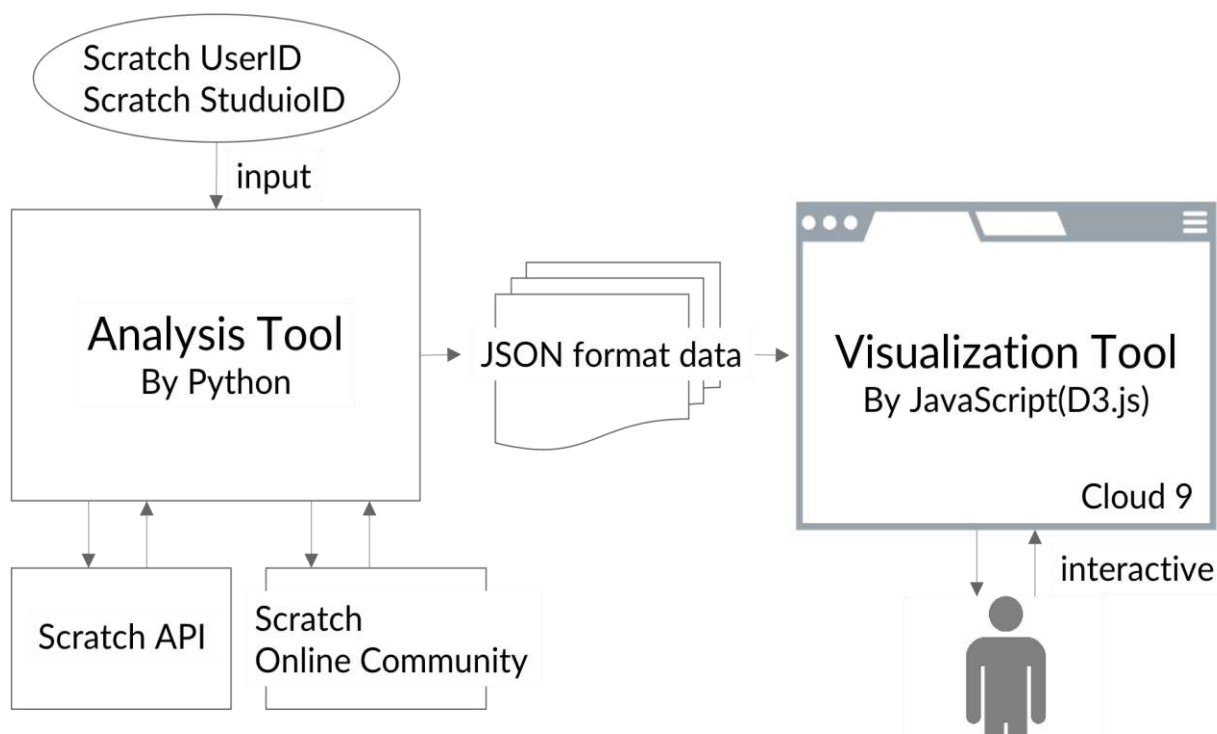 Scratch UserID
Scratch StuduioID
input
Analysis Tool
By Python
JSON format data
Visualization Tool
By JavaScript(D3.js)
Cloud 9
interactive
Scratch API
Scratch
Online Community